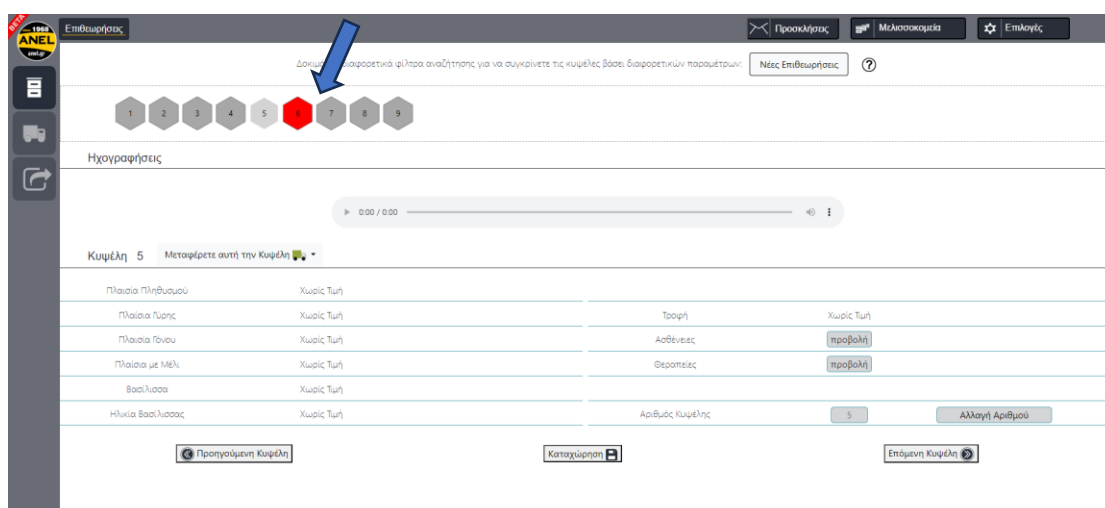 BETA
1968
ANEL
anel.gr
Επιθεωρήσεις
Προσκλήσεις
Μελισσοκομεία
Επιλογές
διαφορετικά φίλτρα αναζήτησης για να συγκρίνετε τις κυψέλες βάσει διαφορετικών παραμέτρων:
Νέες Επιθεωρήσεις
?
1 2 3 4 5 6 7 8 9
Ηχογραφήσεις
0:00 / 0:00
Κυψέλη 5 Μεταφέρετε αυτή την Κυψέλη
Πλαισία Πληθυσμού Χωρίς Τιμή
Πλαίσια Γύρης Χωρίς Τιμή Τροφή Χωρίς Τιμή
Πλαισία Γόνου Χωρίς Τιμή Ασθένειες προβολή
Πλαίσια με Μέλι Χωρίς Τιμή Θεραπείες προβολή
Βασίλισσα Χωρίς Τιμή
Ηλικία Βασίλισσας Χωρίς Τιμή Αριθμός Κυψέλης 5 Αλλαγή Αριθμού
Προηγούμενη Κυψέλη Καταχώρηση Επόμενη Κυψέλη